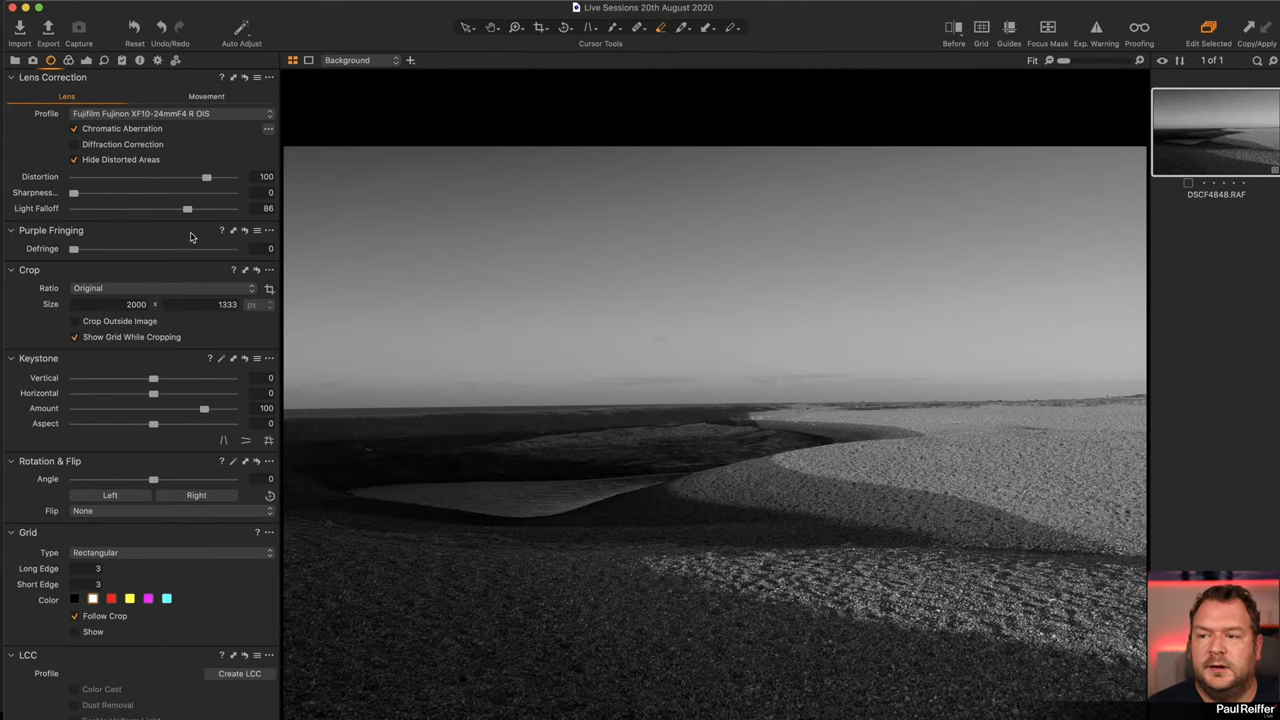 Live Sessions 20th August 2020
Import Export Capture Reset Undo/Redo Auto Adjust Cursor Tools Before Grid Guides Focus Mask Exp. Warning Proofing Edit Selected Copy/Apply
Background Fit 1 of 1
Lens Correction ?
Lens Movement
Profile Fujifilm Fujinon XF10-24mmF4 R OIS
Chromatic Aberration
Diffraction Correction
Hide Distorted Areas
Distortion 100
Sharpness... 0
Light Falloff 86
DSCF4848.RAF
Purple Fringing ?
Defringe 0
Crop ?
Ratio Original
Size 2000 x 1333 px
Crop Outside Image
Show Grid While Cropping
Keystone ?
Vertical 0
Horizontal 0
Amount 100
Aspect 0
Rotation & Flip ?
Angle 0
Left Right
Flip None
Grid ?
Type Rectangular
Long Edge 3
Short Edge 3
Color
Follow Crop
Show
LCC ?
Profile Create LCC
Color Cast
Dust Removal
Paul Reiffer